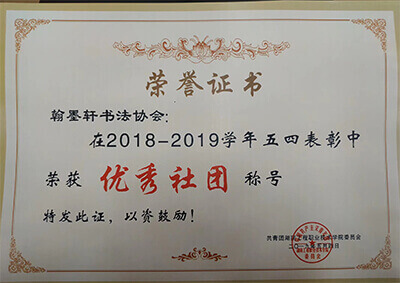 荣誉证书
翰墨轩书法协会:
在2018-2019学年五四表彰中
荣获 优秀社团 称号
特发此证,以资鼓励!